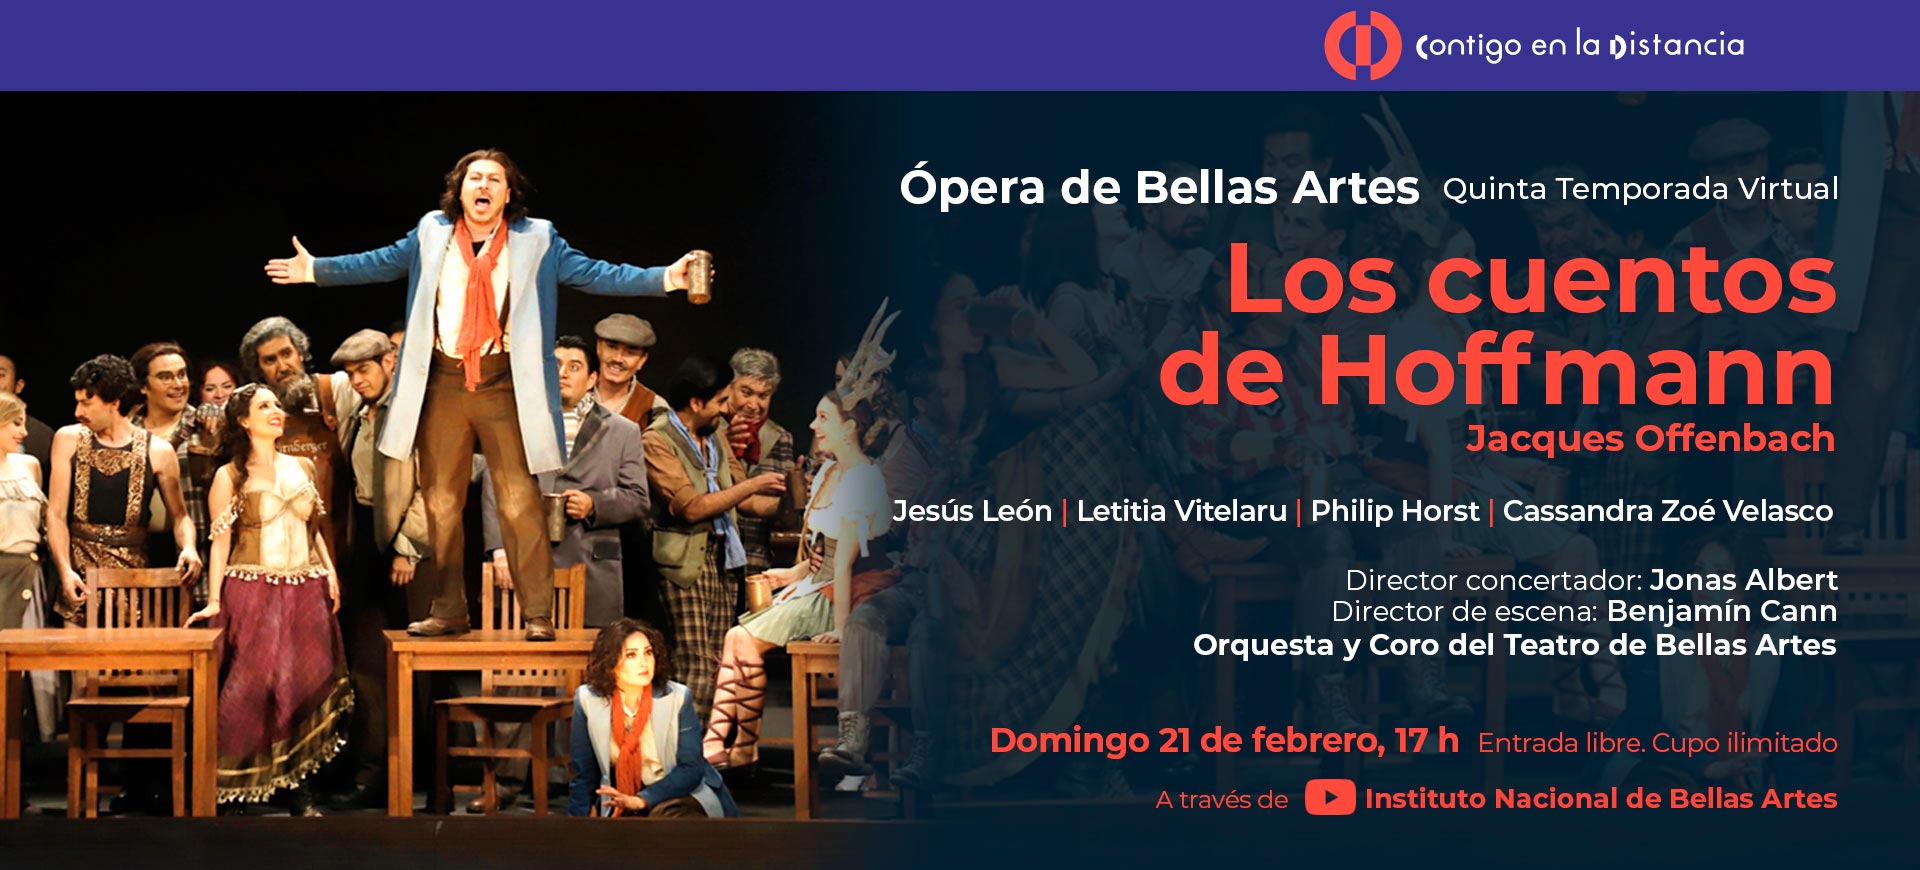 Contigo en la Distancia
Ópera de Bellas Artes Quinta Temporada Virtual
Los cuentos
de Hoffmann
Jacques Offenbach
Jesús León | Letitia Vitelaru | Philip Horst | Cassandra Zoé Velasco
Director concertador: Jonas Albert
Director de escena: Benjamín Cann
Orquesta y Coro del Teatro de Bellas Artes
Domingo 21 de febrero, 17 h Entrada libre. Cupo ilimitado
A través de Instituto Nacional de Bellas Artes